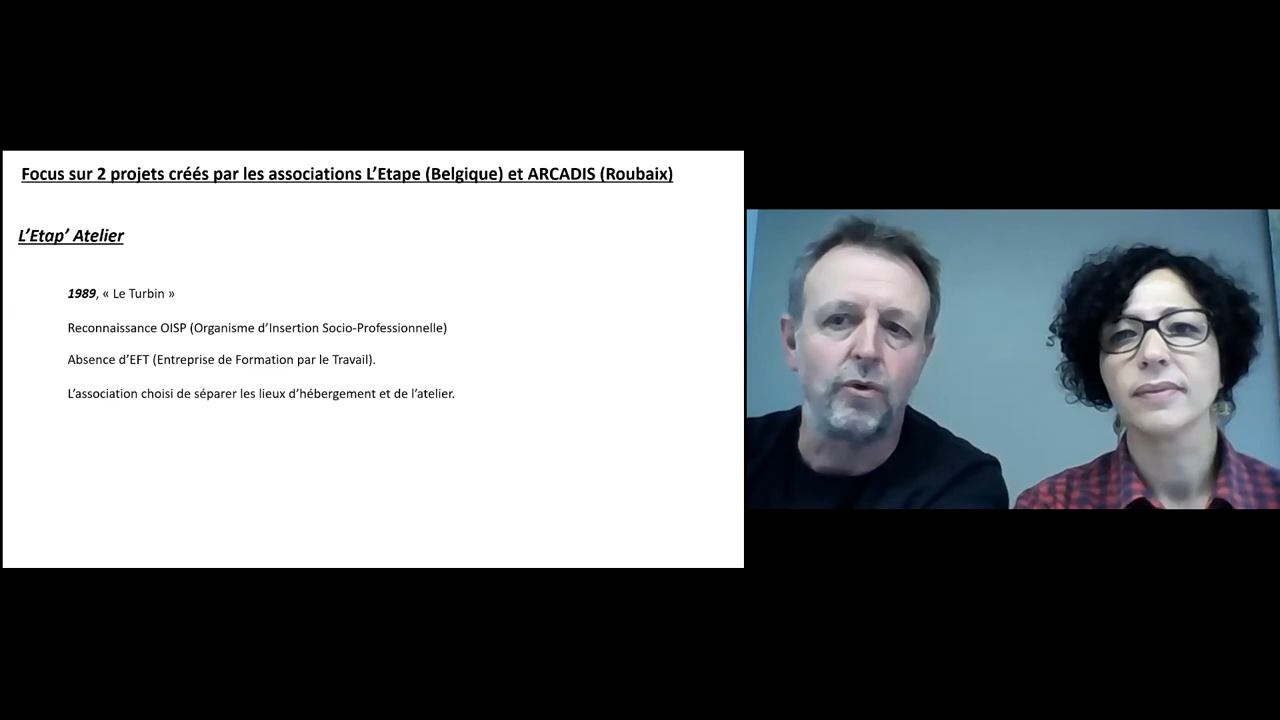 Focus sur 2 projets créés par les associations L’Etape (Belgique) et ARCADIS (Roubaix)
L’Etap’ Atelier
1989, « Le Turbin »
Reconnaissance OISP (Organisme d’Insertion Socio-Professionnelle)
Absence d’EFT (Entreprise de Formation par le Travail).
L’association choisi de séparer les lieux d’hébergement et de l’atelier.